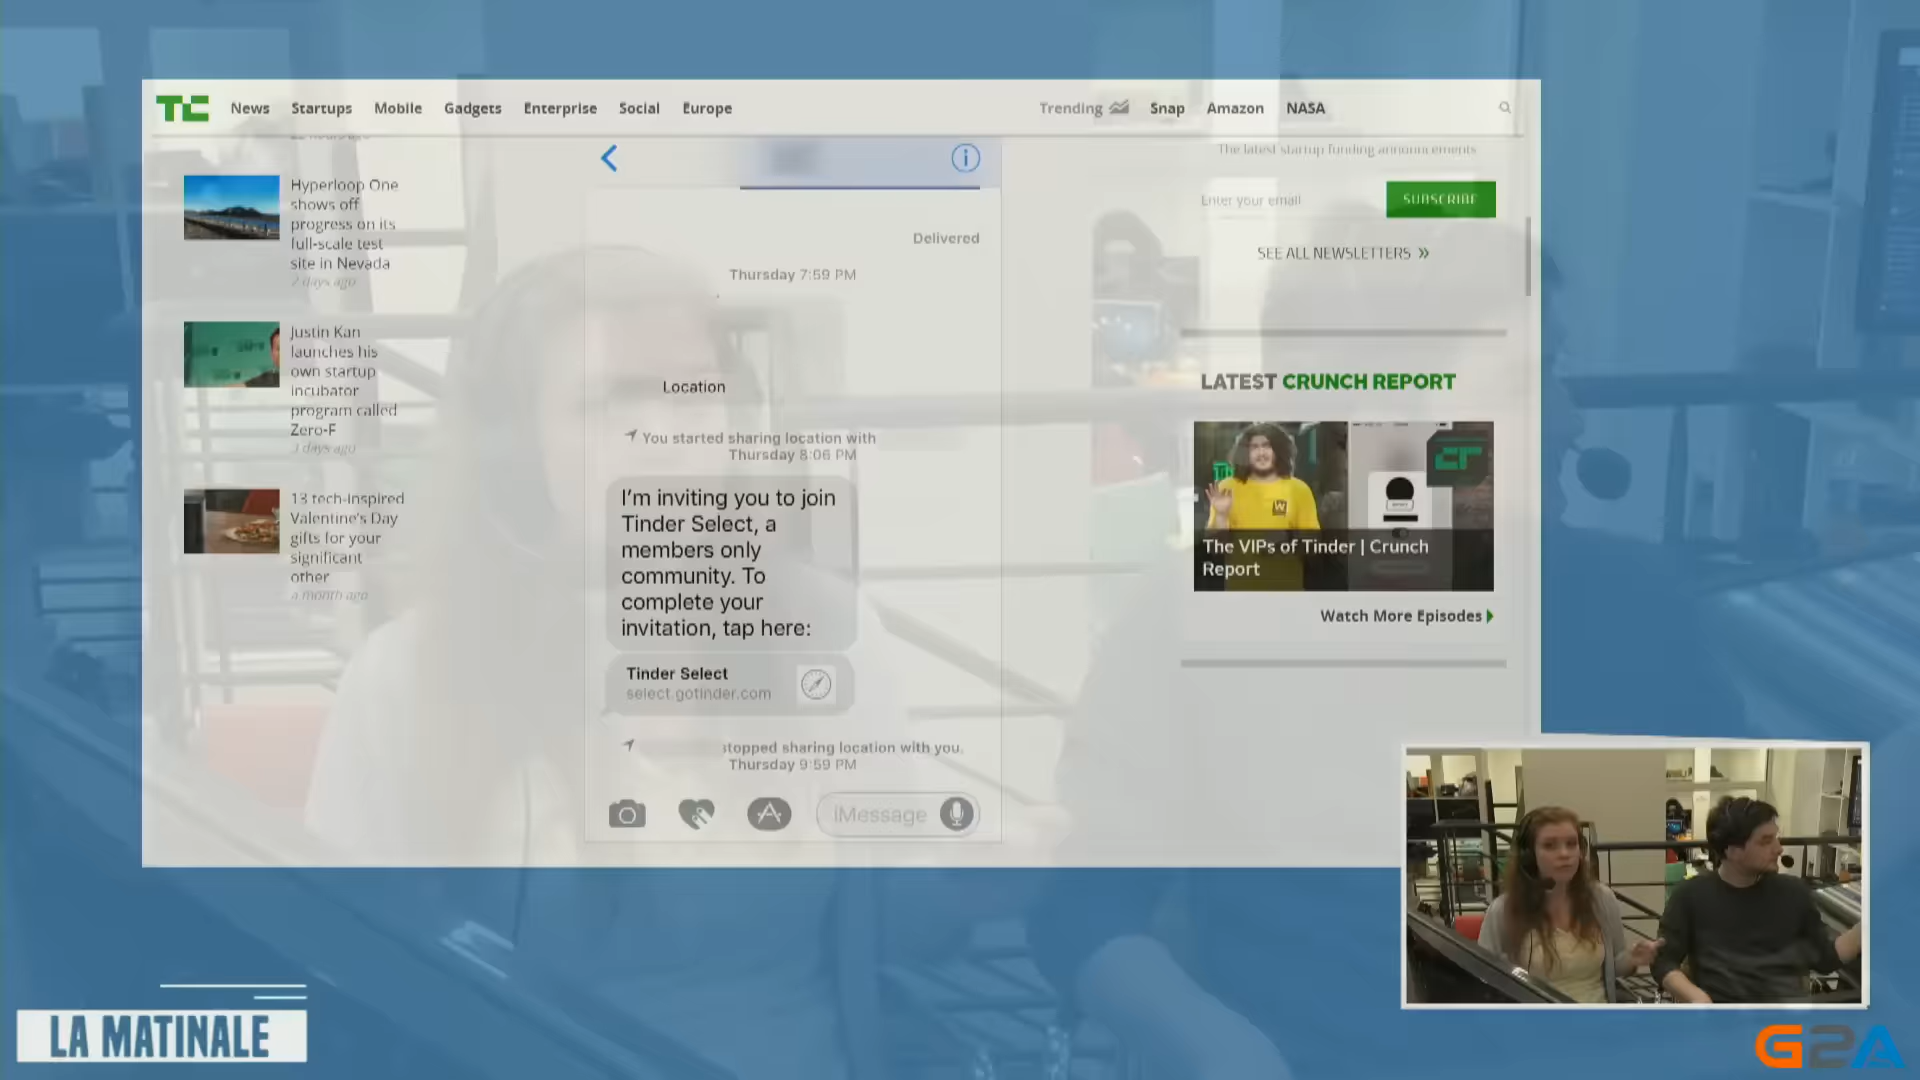 TC News Startups Mobile Gadgets Enterprise Social Europe Trending Snap Amazon NASA
22 hours ago
Hyperloop One
shows off
progress on its
full-scale test
site in Nevada
2 days ago
Justin Kan
launches his
own startup
incubator
program called
Zero-F
3 days ago
13 tech-inspired
Valentine's Day
gifts for your
significant
other
a month ago
Delivered
Thursday 7:59 PM
Location
You started sharing location with
Thursday 8:06 PM
I'm inviting you to join
Tinder Select, a
members only
community. To
complete your
invitation, tap here:
Tinder Select
select.gotinder.com
stopped sharing location with you.
Thursday 9:59 PM
iMessage
The latest startup funding announcements
Enter your email SUBSCRIBE
SEE ALL NEWSLETTERS »
LATEST CRUNCH REPORT
The VIPs of Tinder | Crunch
Report
Watch More Episodes
LA MATINALE
G2A